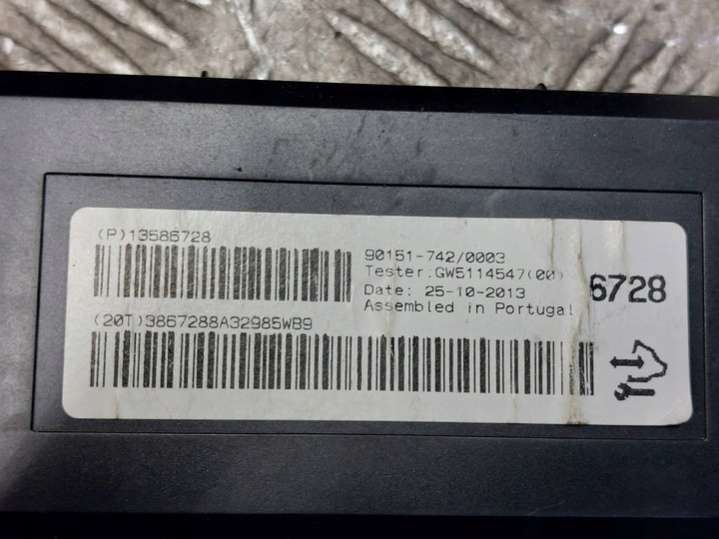 (P)13586728
90151-742/0003
Tester:GW5114547(00)
Date: 25-10-2013
Assembled in Portugal
6728
(20T)3867288A32985WB9